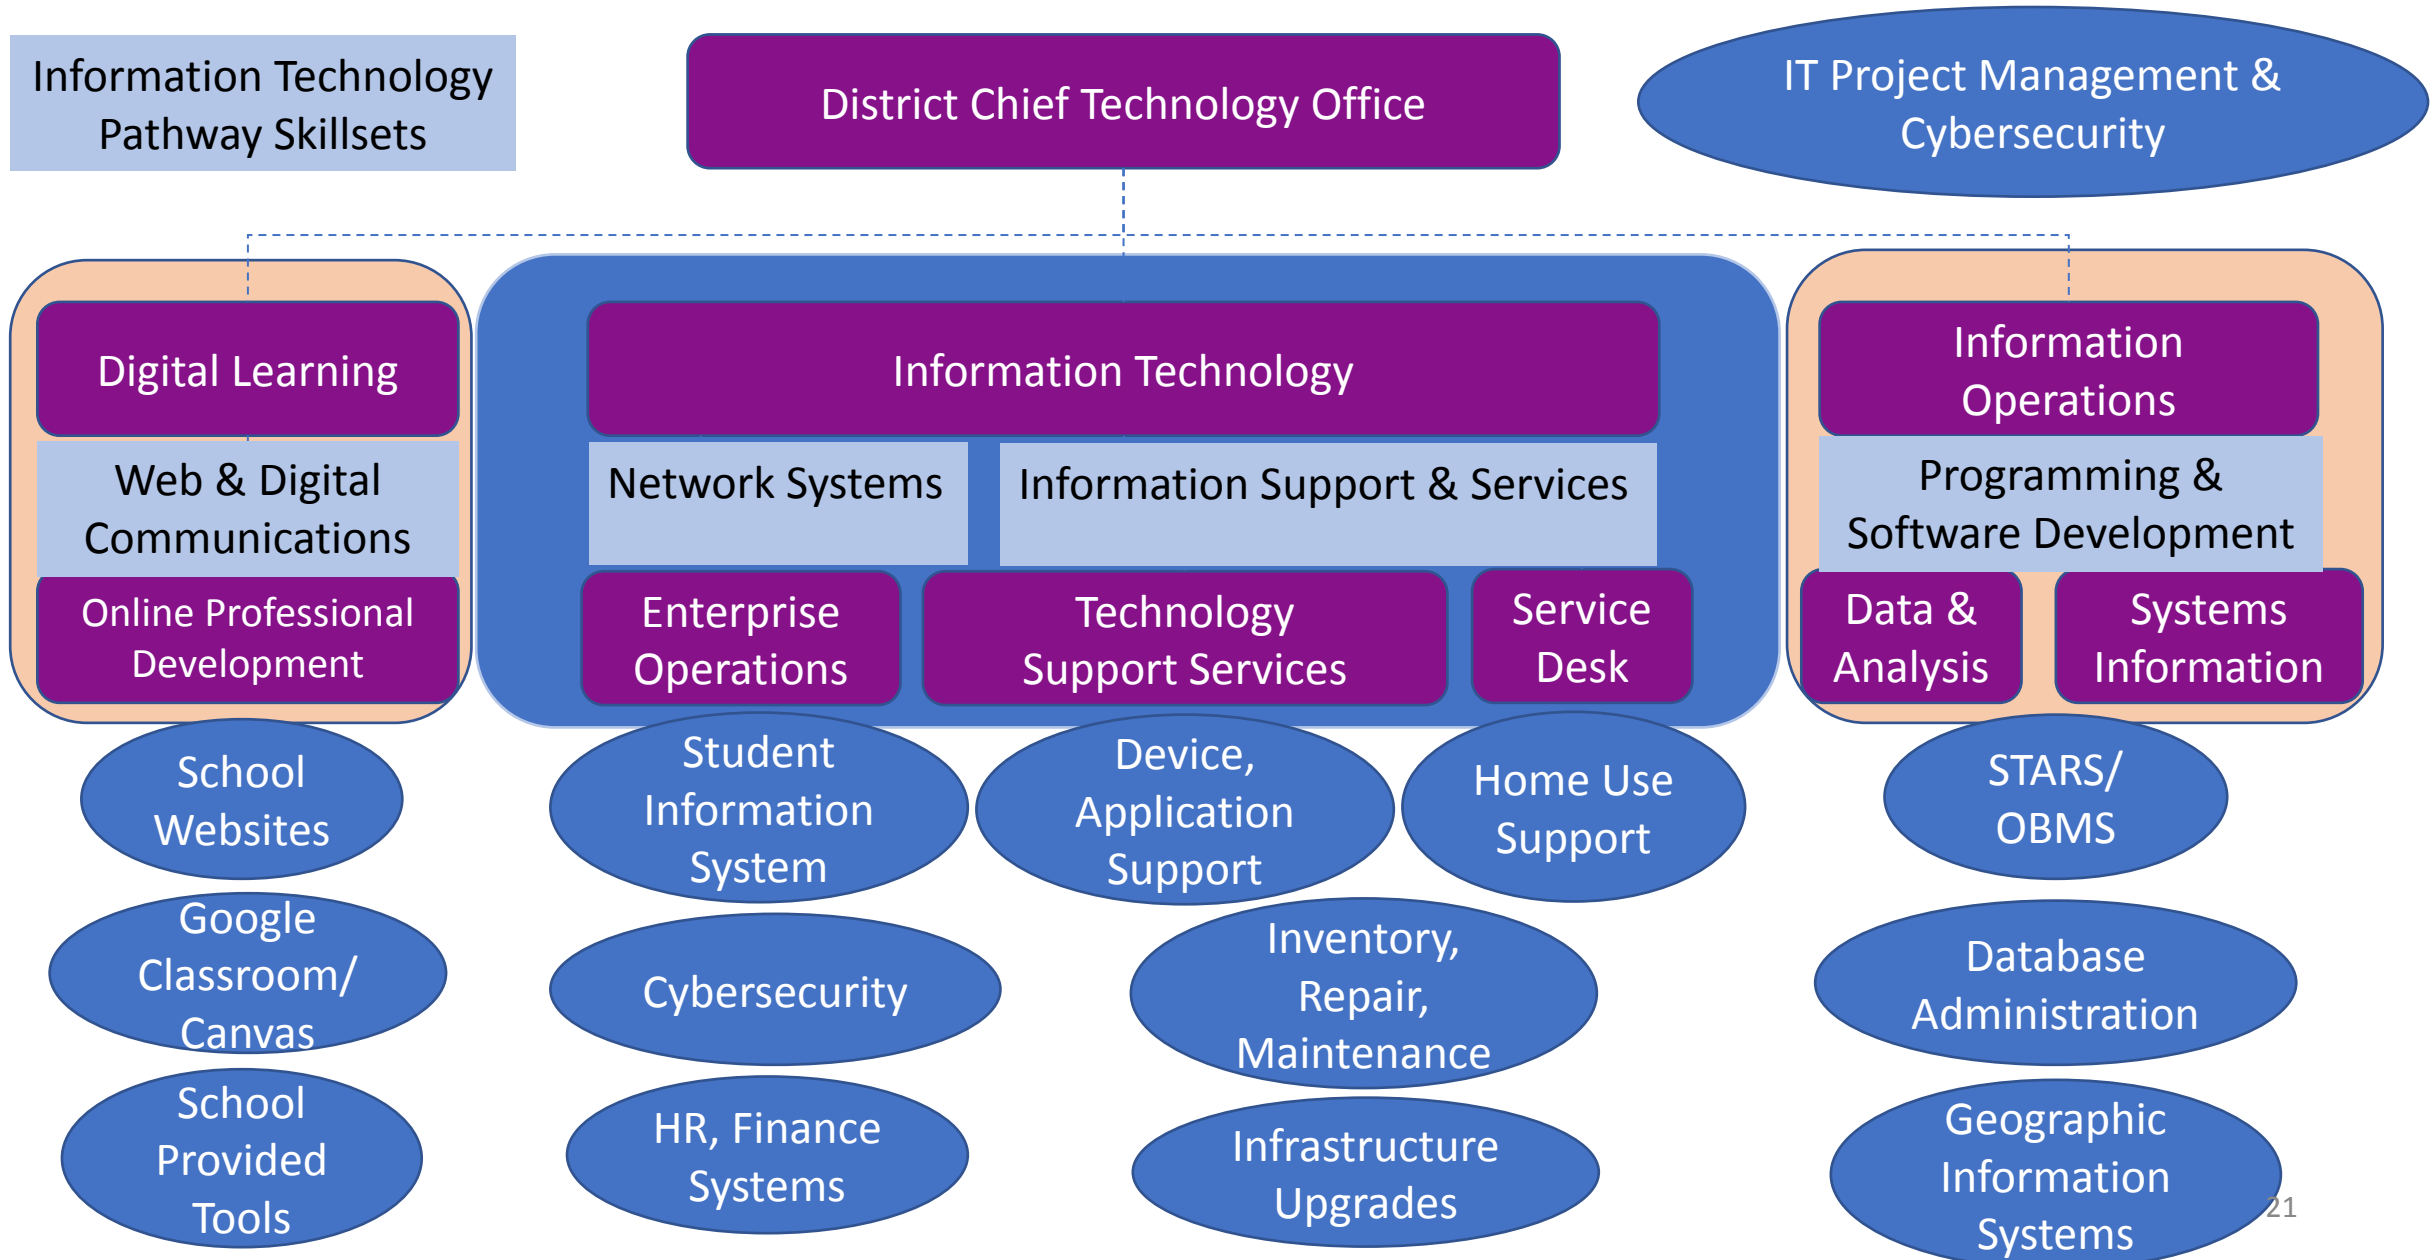 Information Technology
Pathway Skillsets
District Chief Technology Office
IT Project Management &
Cybersecurity
Digital Learning
Web & Digital
Communications
Online Professional
Development
Information Technology
Network Systems
Information Support & Services
Enterprise
Operations
Technology
Support Services
Service
Desk
Information
Operations
Programming &
Software Development
Data &
Analysis
Systems
Information
School
Websites
Google
Classroom/
Canvas
School
Provided
Tools
Student
Information
System
Cybersecurity
HR, Finance
Systems
Device,
Application
Support
Home Use
Support
Inventory,
Repair,
Maintenance
Infrastructure
Upgrades
STARS/
OBMS
Database
Administration
Geographic
Information
Systems
21